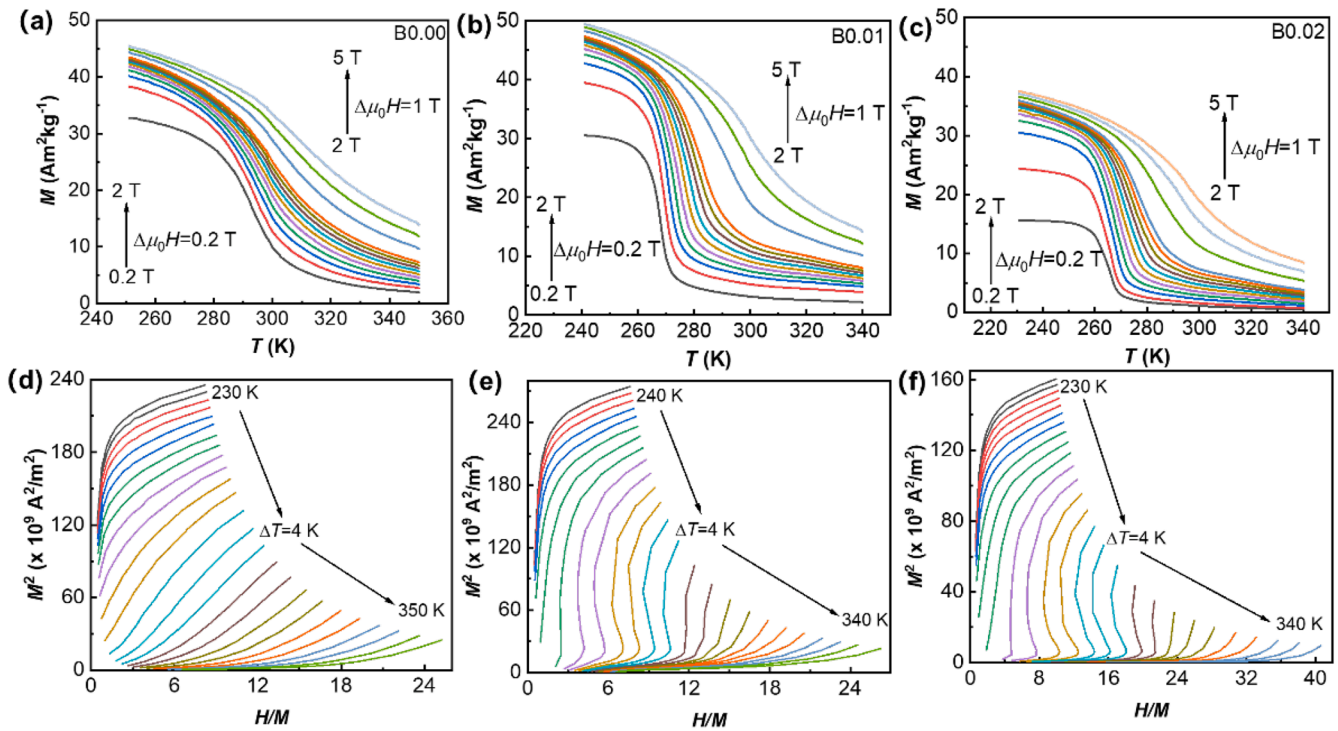 (a)
B0.00
5 T
Δμ₀H=1 T
2 T
2 T
Δμ₀H=0.2 T
0.2 T
M (Am²kg⁻¹)
50
40
30
20
10
0
240 260 280 300 320 340 360
T (K)
(b)
B0.01
5 T
Δμ₀H=1 T
2 T
2 T
Δμ₀H=0.2 T
0.2 T
M (Am²kg⁻¹)
50
40
30
20
10
0
220 240 260 280 300 320 340
T (K)
(c)
B0.02
5 T
Δμ₀H=1 T
2 T
2 T
Δμ₀H=0.2 T
0.2 T
M (Am²kg⁻¹)
50
40
30
20
10
0
220 240 260 280 300 320 340
T (K)
(d)
230 K
ΔT=4 K
350 K
M² (x 10⁹ A²/m²)
240
180
120
60
0
0 6 12 18 24
H/M
(e)
240 K
ΔT=4 K
340 K
M² (x 10⁹ A²/m²)
240
180
120
60
0
0 6 12 18 24
H/M
(f)
230 K
ΔT=4 K
340 K
M² (x 10⁹ A²/m²)
160
120
80
40
0
0 8 16 24 32 40
H/M